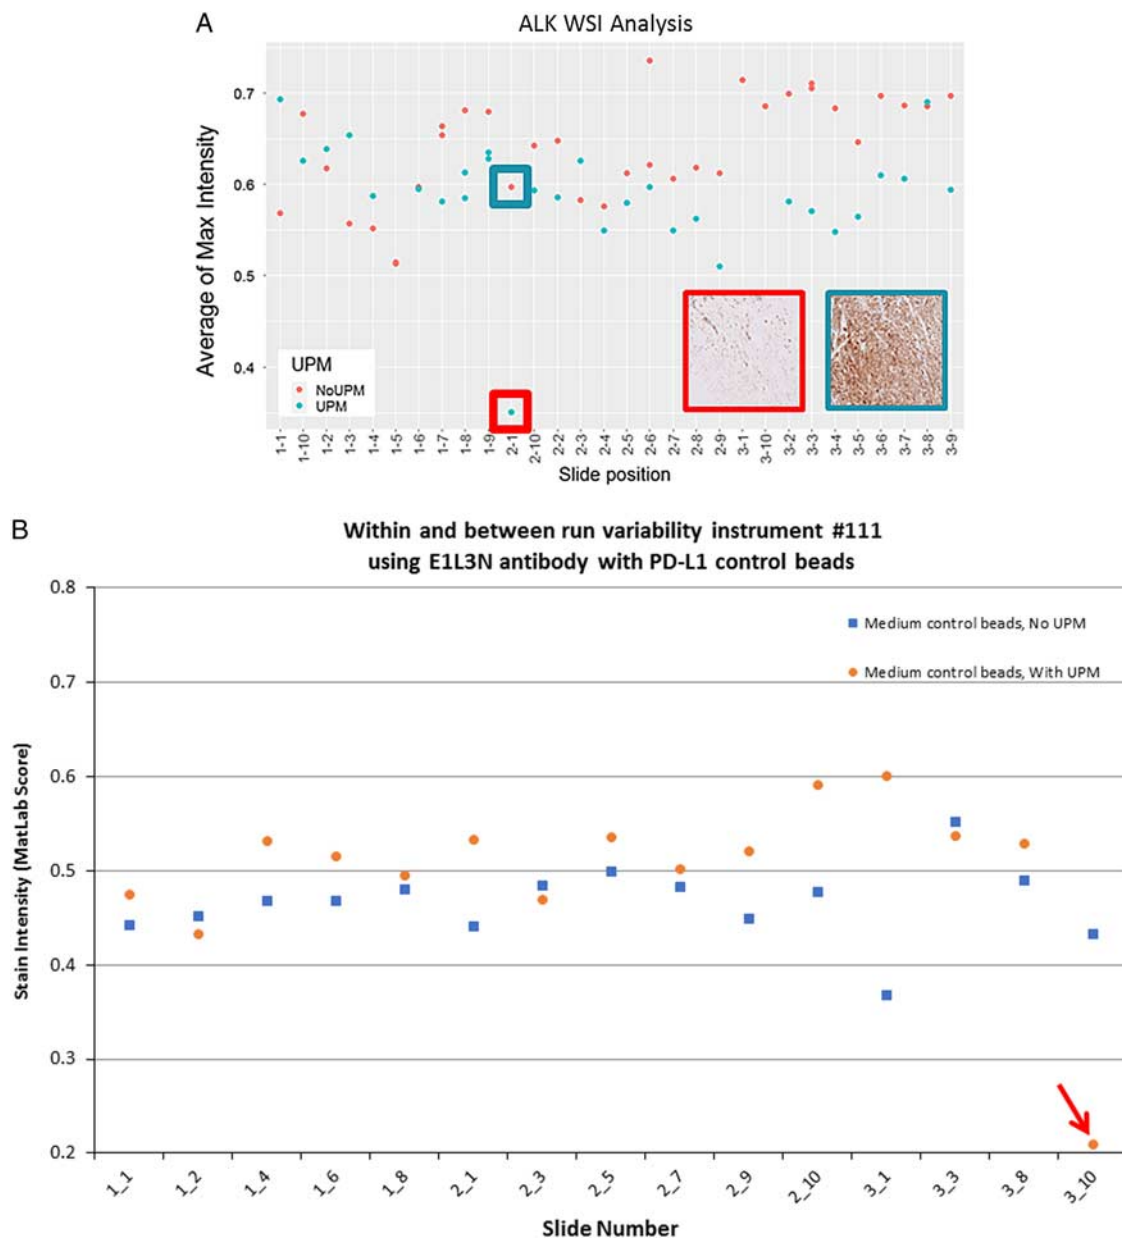 A
ALK WSI Analysis
Average of Max Intensity
0.7
0.6
0.5
0.4
UPM
NoUPM
UPM
1-1 1-10 1-2 1-3 1-4 1-5 1-6 1-7 1-8 1-9 2-1 2-10 2-2 2-3 2-4 2-5 2-6 2-7 2-8 2-9 3-1 3-10 3-2 3-3 3-4 3-5 3-6 3-7 3-8 3-9
Slide position
B
Within and between run variability instrument #111
using E1L3N antibody with PD-L1 control beads
Stain Intensity (MatLab Score)
0.8
0.7
0.6
0.5
0.4
0.3
0.2
Medium control beads, No UPM
Medium control beads, With UPM
1_1 1_2 1_4 1_6 1_8 2_1 2_3 2_5 2_7 2_9 2_10 3_1 3_3 3_8 3_10
Slide Number